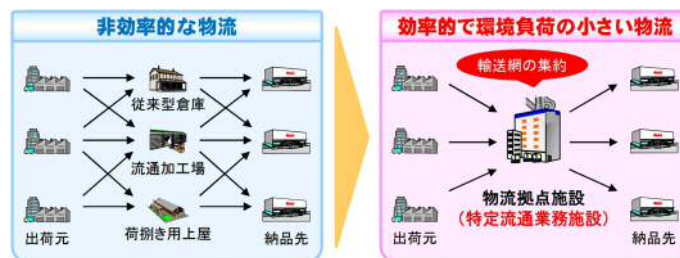 非効率的な物流
従来型倉庫
流通加工場
荷捌き用上屋
出荷元
納品先
効率的で環境負荷の小さい物流
輸送網の集約
物流拠点施設
(特定流通業務施設)
出荷元
納品先